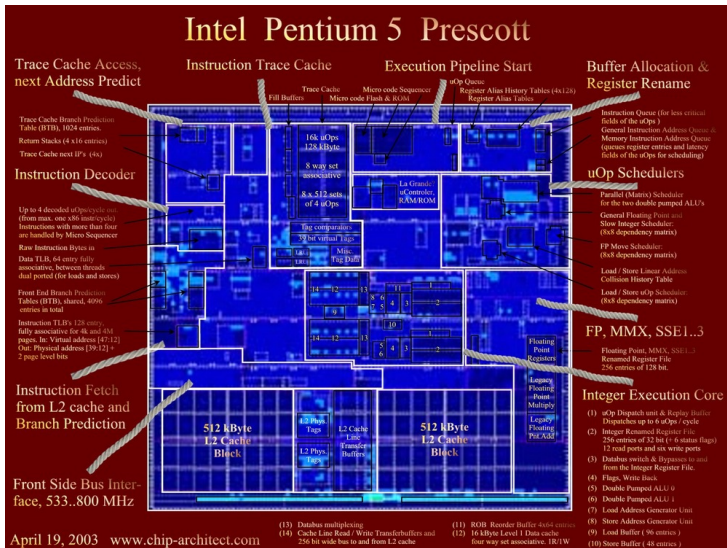 Intel Pentium 5 Prescott
Trace Cache Access,
next Address Predict
Trace Cache Branch Prediction
Table (BTB), 1024 entries.
Return Stacks (4 x16 entries)
Trace Cache next IP's (4x)
Instruction Decoder
Up to 4 decoded uOps/cycle out.
(from max. one x86 instr/cycle)
Instructions with more than four
are handled by Micro Sequencer
Raw Instruction Bytes in
Data TLB, 64 entry fully
associative, between threads
dual ported (for loads and stores)
Front End Branch Prediction
Tables (BTB), shared, 4096
entries in total
Instruction TLB's 128 entry,
fully associative for 4k and 4M
pages. In: Virtual address [47:12]
Out: Physical address [39:12] +
2 page level bits
Instruction Fetch
from L2 cache and
Branch Prediction
Front Side Bus Inter-
face, 533..800 MHz
April 19, 2003 www.chip-architect.com
Instruction Trace Cache
Fill Buffers
Trace Cache
16k uOps
128 kByte
8 way set
associative
8 x 512 sets
of 4 uOps
Tag comparators
39 bit virtual Tags
Misc.
Tag Data
Execution Pipeline Start
Micro code Sequencer
Micro code Flash & ROM
uOp Queue
Register Alias History Tables (4x128)
Register Alias Tables
La Grande:
uController,
RAM/ROM
Buffer Allocation &
Register Rename
Instruction Queue (for less critical
fields of the uOps )
General Instruction Address Queue &
Memory Instruction Address Queue
(queues register entries and latency
fields of the uOps for scheduling)
uOp Schedulers
Parallel (Matrix) Scheduler
for the two double pumped ALU's
General Floating Point and
Slow Integer Scheduler:
(8x8 dependency matrix)
FP Move Scheduler:
(8x8 dependency matrix)
Load / Store Linear Address
Collision History Table
Load / Store uOp Scheduler:
(8x8 dependency matrix)
FP, MMX, SSE1..3
Floating Point, MMX, SSE1..3
Renamed Register File
256 entries of 128 bit.
Floating
Point
Registers
Legacy
Floating
Point
Multiply
Legacy
Floating
Pnt.Add
Integer Execution Core
(1) uOp Dispatch unit & Replay Buffer
Dispatches up to 6 uOps / cycle
(2) Integer Renamed Register File
256 entries of 32 bit (+ 6 status flags)
12 read ports and six write ports
(3) Databus switch & Bypasses to and
from the Integer Register File.
(4) Flags, Write Back
(5) Double Pumped ALU 0
(6) Double Pumped ALU 1
(7) Load Address Generator Unit
(8) Store Address Generator Unit
(9) Load Buffer ( 96 entries )
(10) Store Buffer ( 48 entries )
512 kByte
L2 Cache
Block
L2 Phys.
Tags
L2 Phys.
Tags
L2 Cache
Line
Transfer
Buffers
512 kByte
L2 Cache
Block
(13) Databus multiplexing
(14) Cache Line Read / Write Transferbuffers and
256 bit wide bus to and from L2 cache
(11) ROB Reorder Buffer 4x64 entries
(12) 16 kByte Level 1 Data cache
four way set associative. 1R/1W